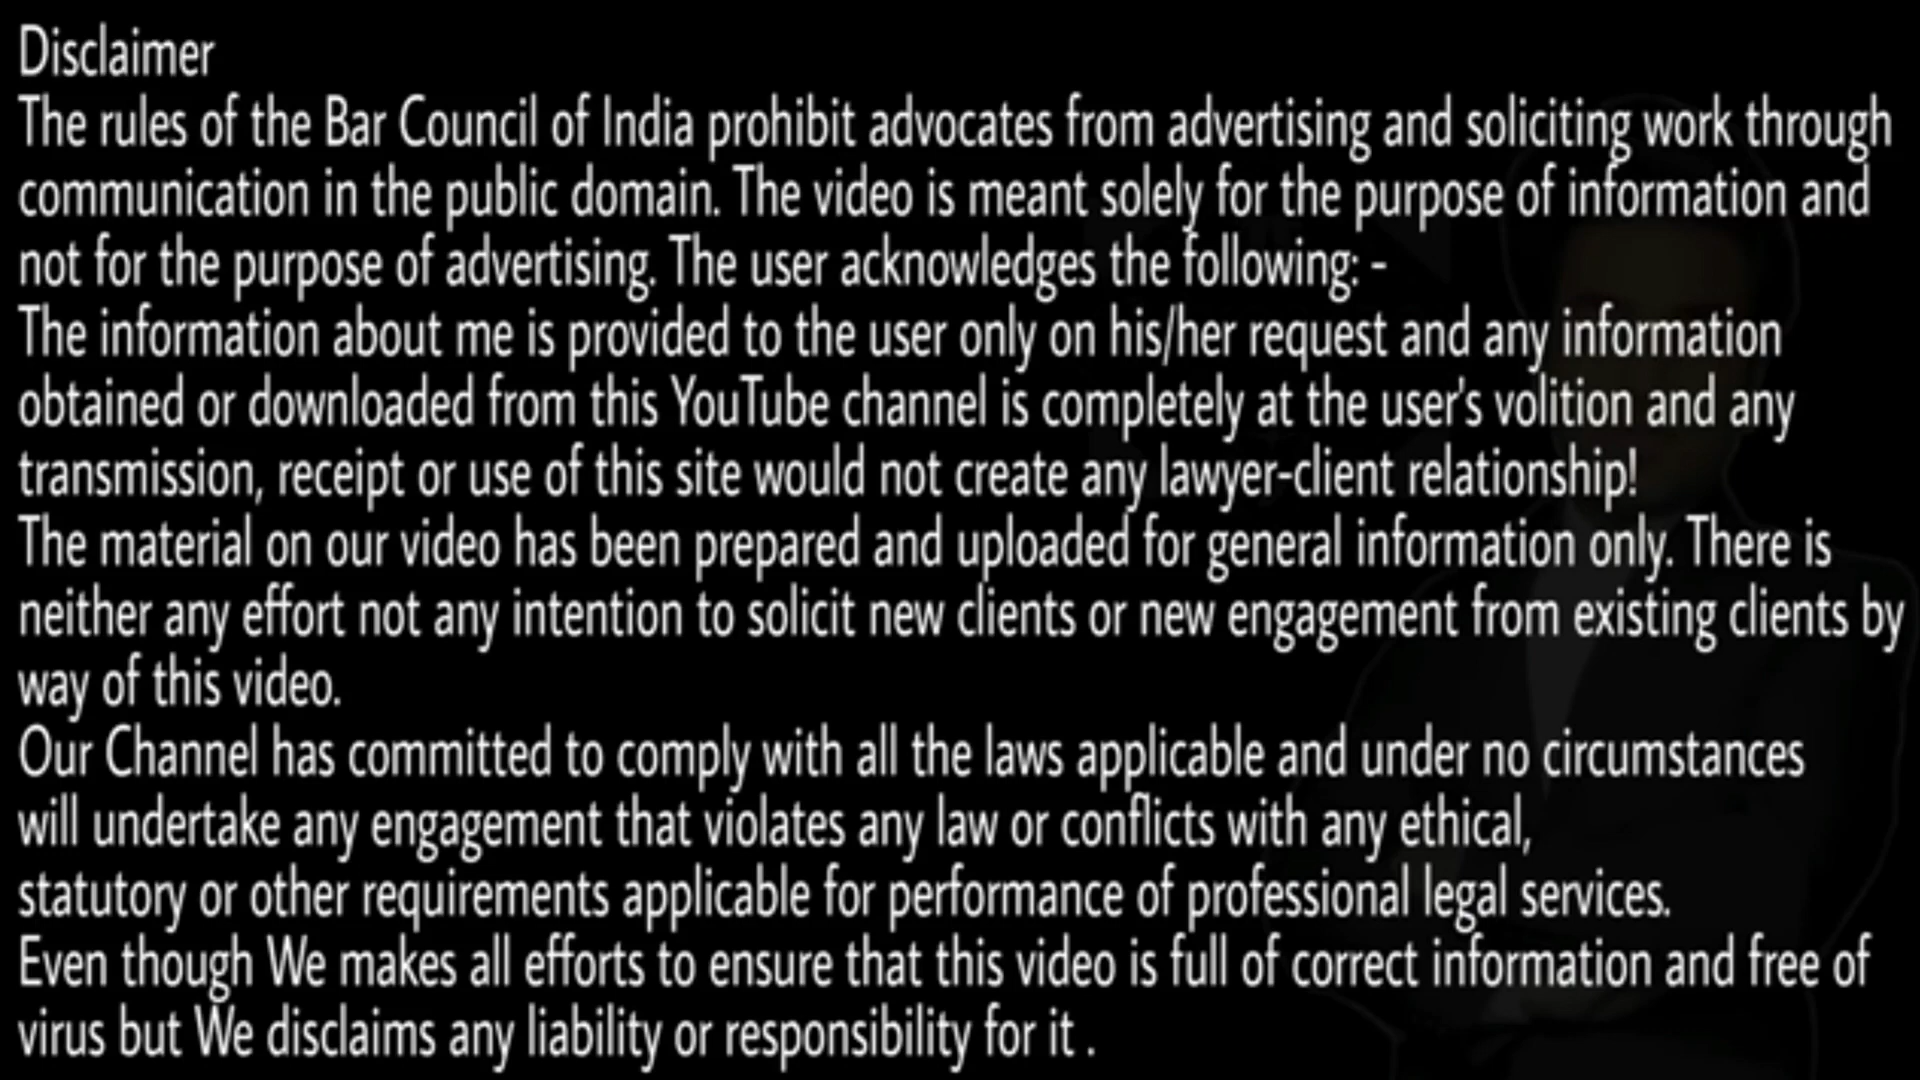 Disclaimer
The rules of the Bar Council of India prohibit advocates from advertising and soliciting work through
communication in the public domain. The video is meant solely for the purpose of information and
not for the purpose of advertising. The user acknowledges the following: -
The information about me is provided to the user only on his/her request and any information
obtained or downloaded from this YouTube channel is completely at the user's volition and any
transmission, receipt or use of this site would not create any lawyer-client relationship!
The material on our video has been prepared and uploaded for general information only. There is
neither any effort not any intention to solicit new clients or new engagement from existing clients by
way of this video.
Our Channel has committed to comply with all the laws applicable and under no circumstances
will undertake any engagement that violates any law or conflicts with any ethical,
statutory or other requirements applicable for performance of professional legal services.
Even though We makes all efforts to ensure that this video is full of correct information and free of
virus but We disclaims any liability or responsibility for it .